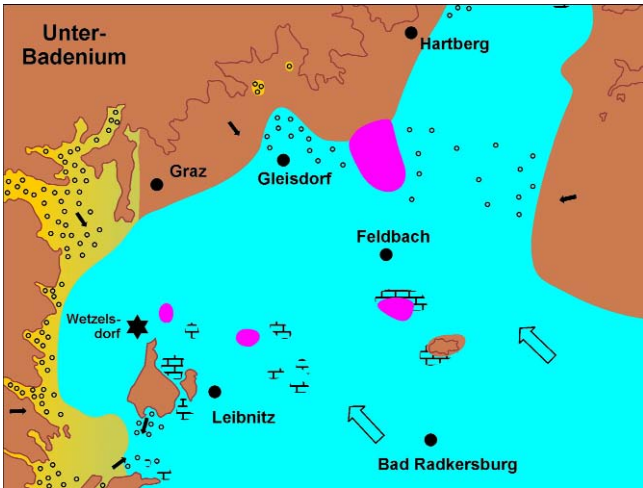 Unter-
Badenium
Hartberg
Graz
Gleisdorf
Feldbach
Wetzels-
dorf
Leibnitz
Bad Radkersburg